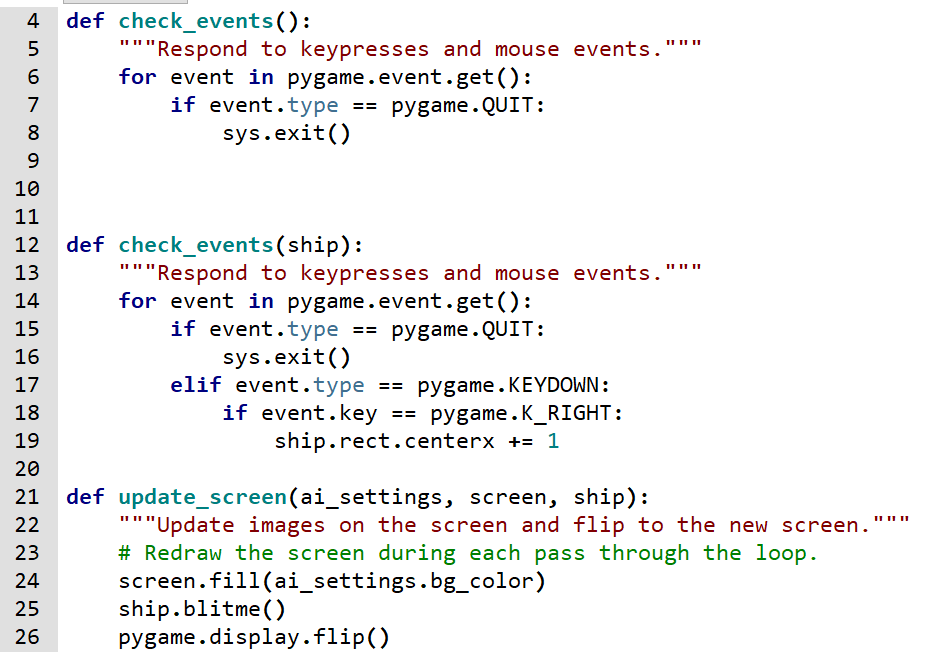 4 def check_events():
5     """Respond to keypresses and mouse events."""
6     for event in pygame.event.get():
7         if event.type == pygame.QUIT:
8             sys.exit()
9
10
11
12 def check_events(ship):
13     """Respond to keypresses and mouse events."""
14     for event in pygame.event.get():
15         if event.type == pygame.QUIT:
16             sys.exit()
17         elif event.type == pygame.KEYDOWN:
18             if event.key == pygame.K_RIGHT:
19                 ship.rect.centerx += 1
20
21 def update_screen(ai_settings, screen, ship):
22     """Update images on the screen and flip to the new screen."""
23     # Redraw the screen during each pass through the loop.
24     screen.fill(ai_settings.bg_color)
25     ship.blitme()
26     pygame.display.flip()